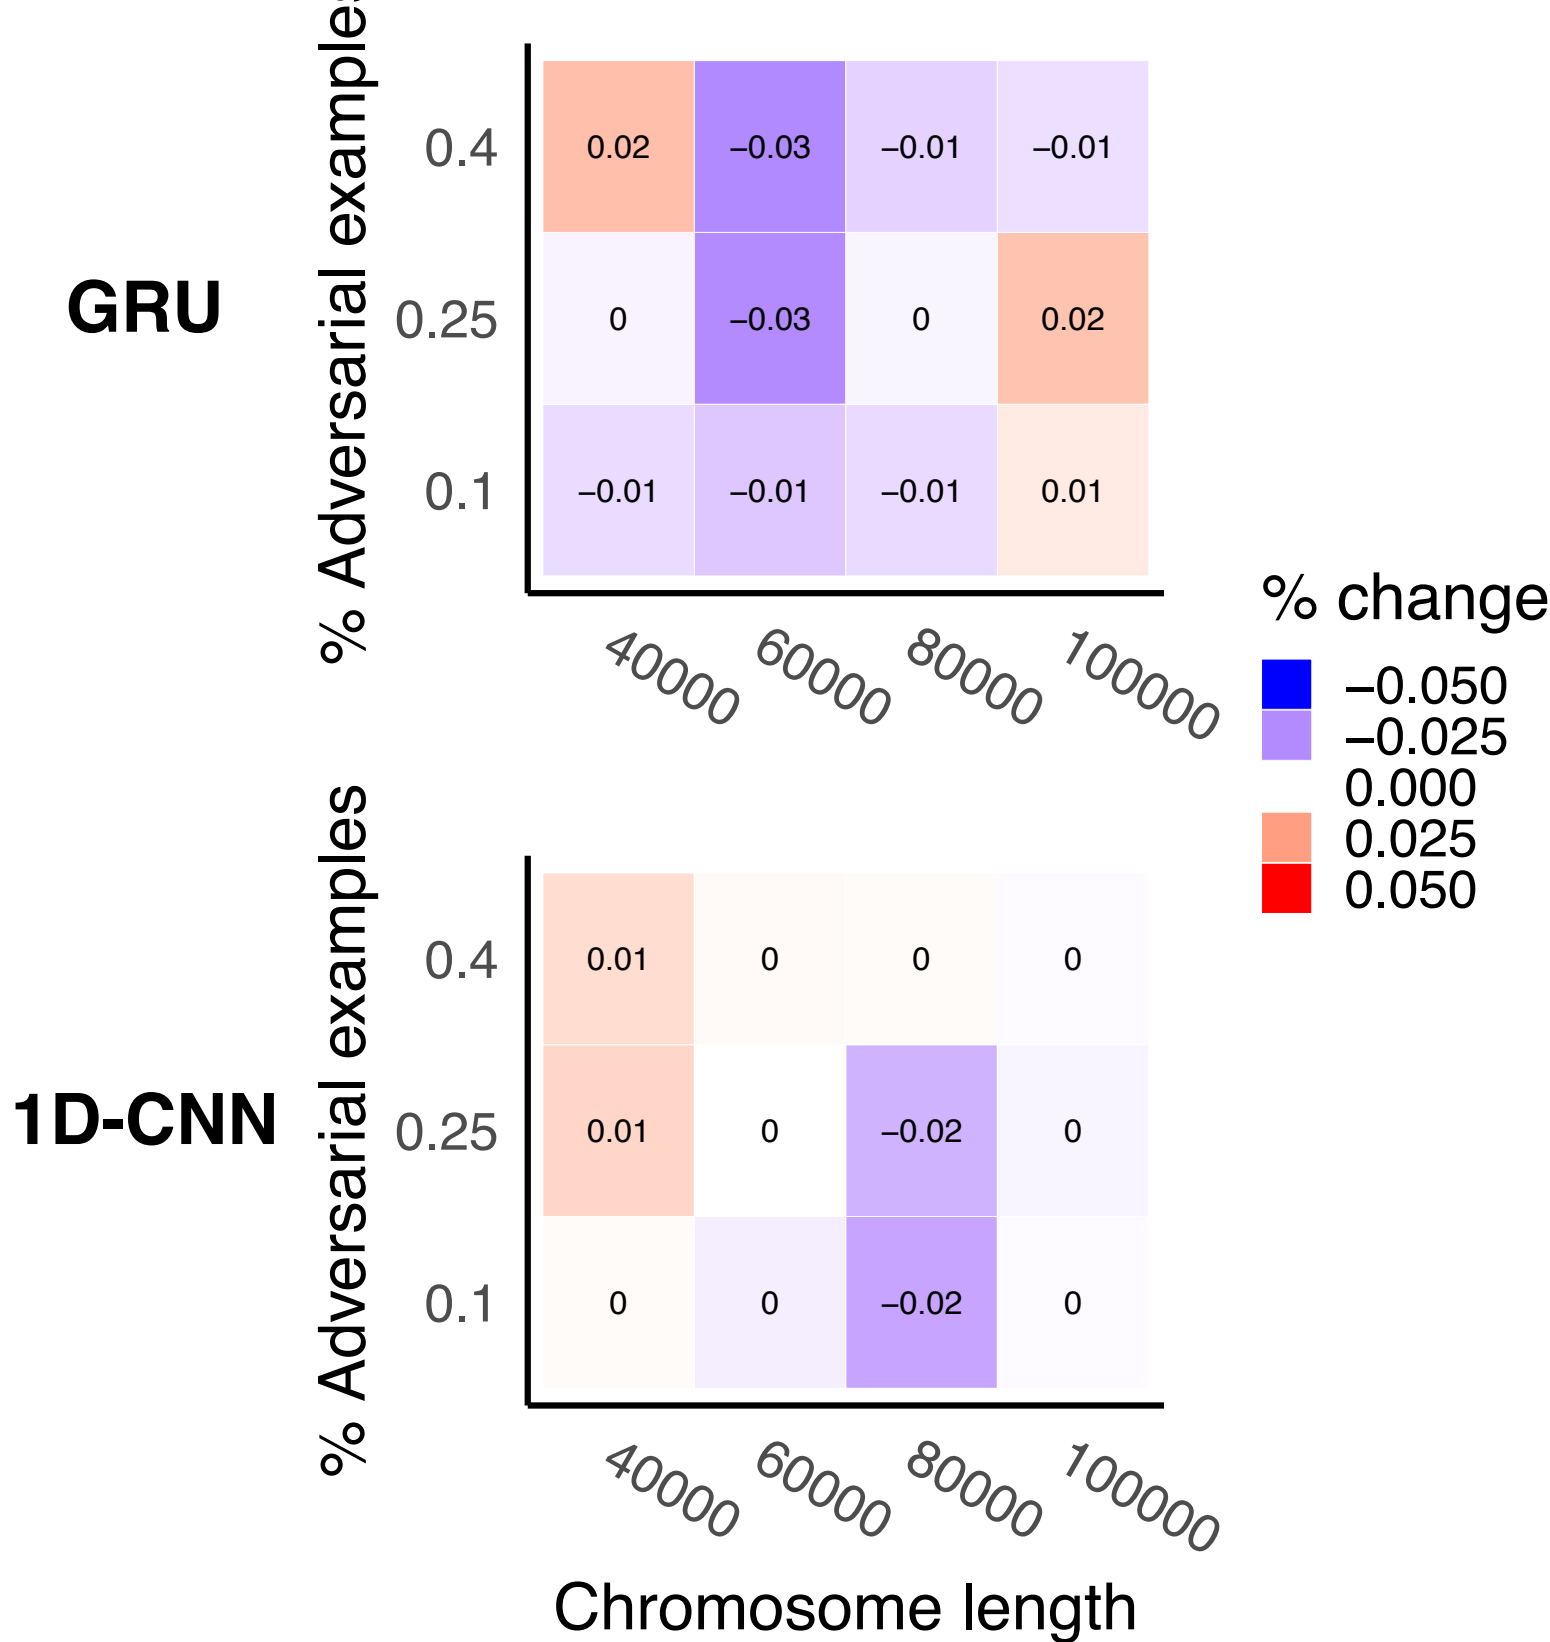 GRU
% Adversarial examples
0.4
0.02 −0.03 −0.01 −0.01
0.25
0 −0.03 0 0.02
0.1
−0.01 −0.01 −0.01 0.01
40000 60000 80000 100000
% change
−0.050
−0.025
0.000
0.025
0.050
1D-CNN
% Adversarial examples
0.4
0.01 0 0 0
0.25
0.01 0 −0.02 0
0.1
0 0 −0.02 0
40000 60000 80000 100000
Chromosome length